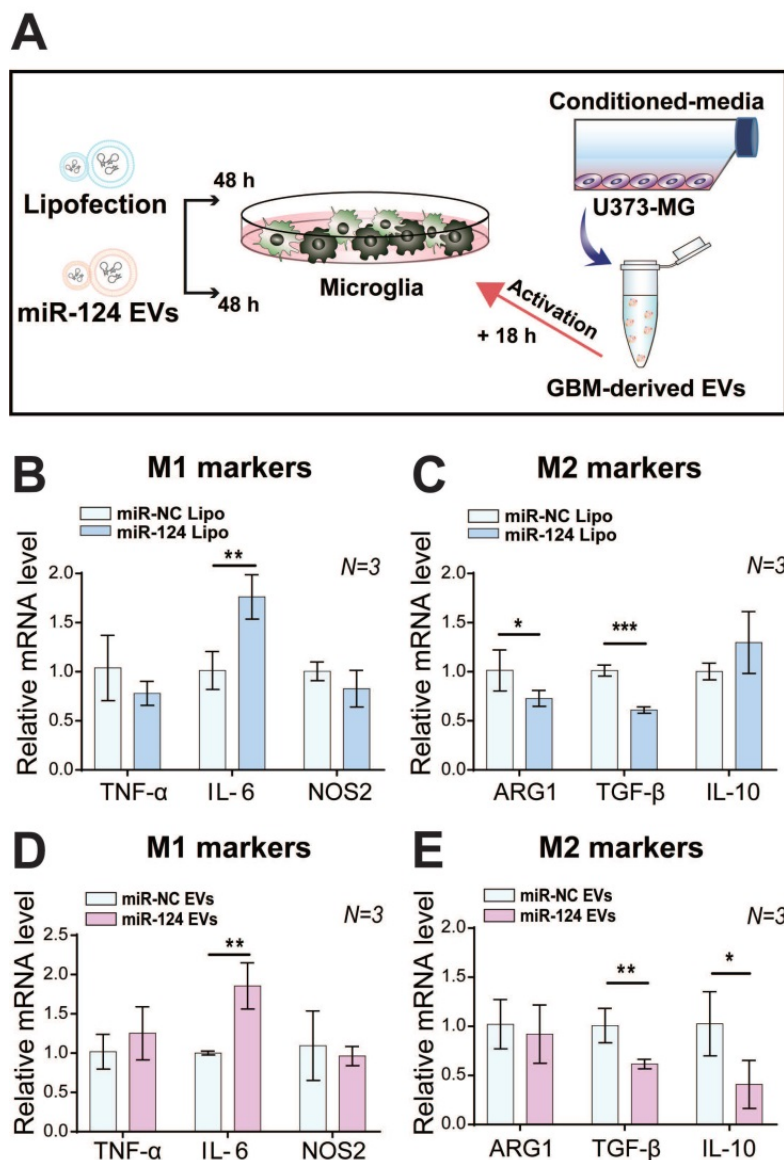 A
Lipofection
miR-124 EVs
48 h
48 h
Microglia
Conditioned-media
U373-MG
Activation
+ 18 h
GBM-derived EVs
B
M1 markers
miR-NC Lipo
miR-124 Lipo
N=3
Relative mRNA level
2.0
1.5
1.0
0.5
0.0
**
TNF-α IL-6 NOS2
C
M2 markers
miR-NC Lipo
miR-124 Lipo
N=3
Relative mRNA level
2.0
1.5
1.0
0.5
0.0
* ***
ARG1 TGF-β IL-10
D
M1 markers
miR-NC EVs
miR-124 EVs
N=3
Relative mRNA level
2.5
2.0
1.5
1.0
0.5
0.0
**
TNF-α IL-6 NOS2
E
M2 markers
miR-NC EVs
miR-124 EVs
N=3
Relative mRNA level
2.0
1.5
1.0
0.5
0.0
** *
ARG1 TGF-β IL-10